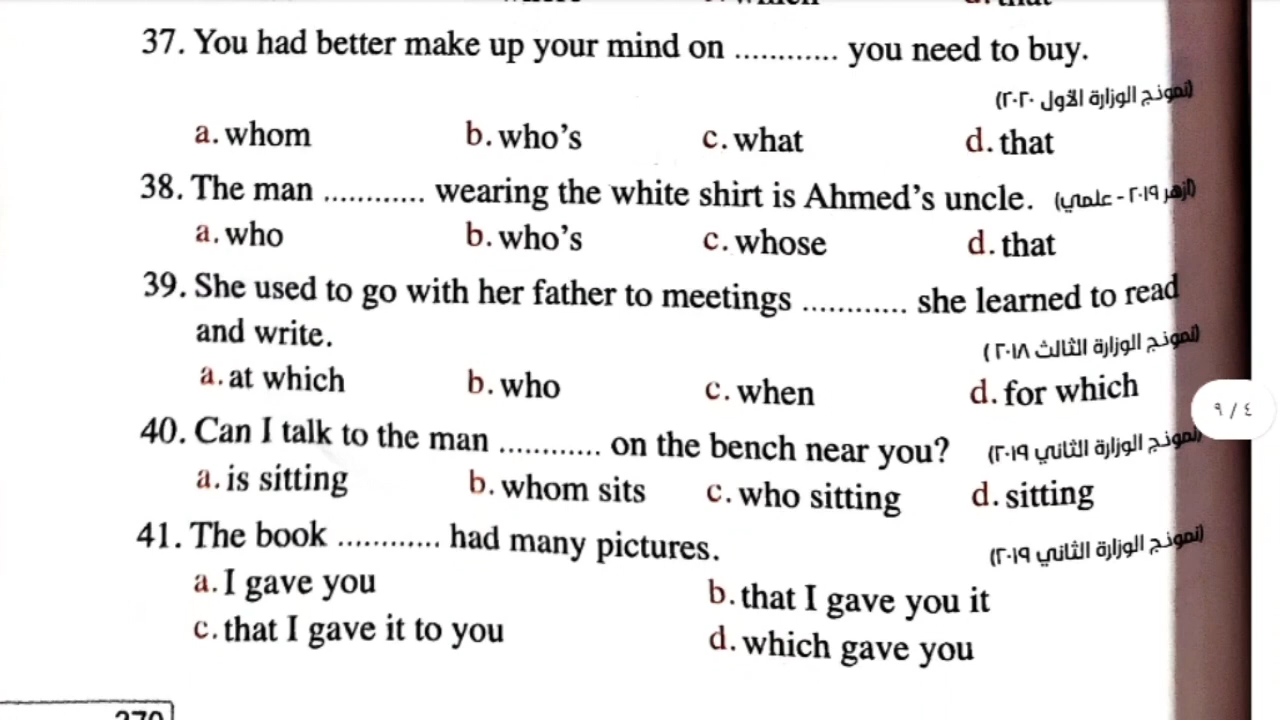 37. You had better make up your mind on ............ you need to buy.
(نموذج الوزارة الأول ٢٠٢٠)
a. whom b. who's c. what d. that
38. The man ............ wearing the white shirt is Ahmed's uncle. (أزهر ٢٠١٩ - علمي)
a. who b. who's c. whose d. that
39. She used to go with her father to meetings ............ she learned to read
and write. (نموذج الوزارة الثالث ٢٠١٨)
a. at which b. who c. when d. for which
٩ / ٤
40. Can I talk to the man ............ on the bench near you? (نموذج الوزارة الثاني ٢٠١٩)
a. is sitting b. whom sits c. who sitting d. sitting
41. The book ............ had many pictures. (نموذج الوزارة الثاني ٢٠١٩)
a. I gave you b. that I gave you it
c. that I gave it to you d. which gave you